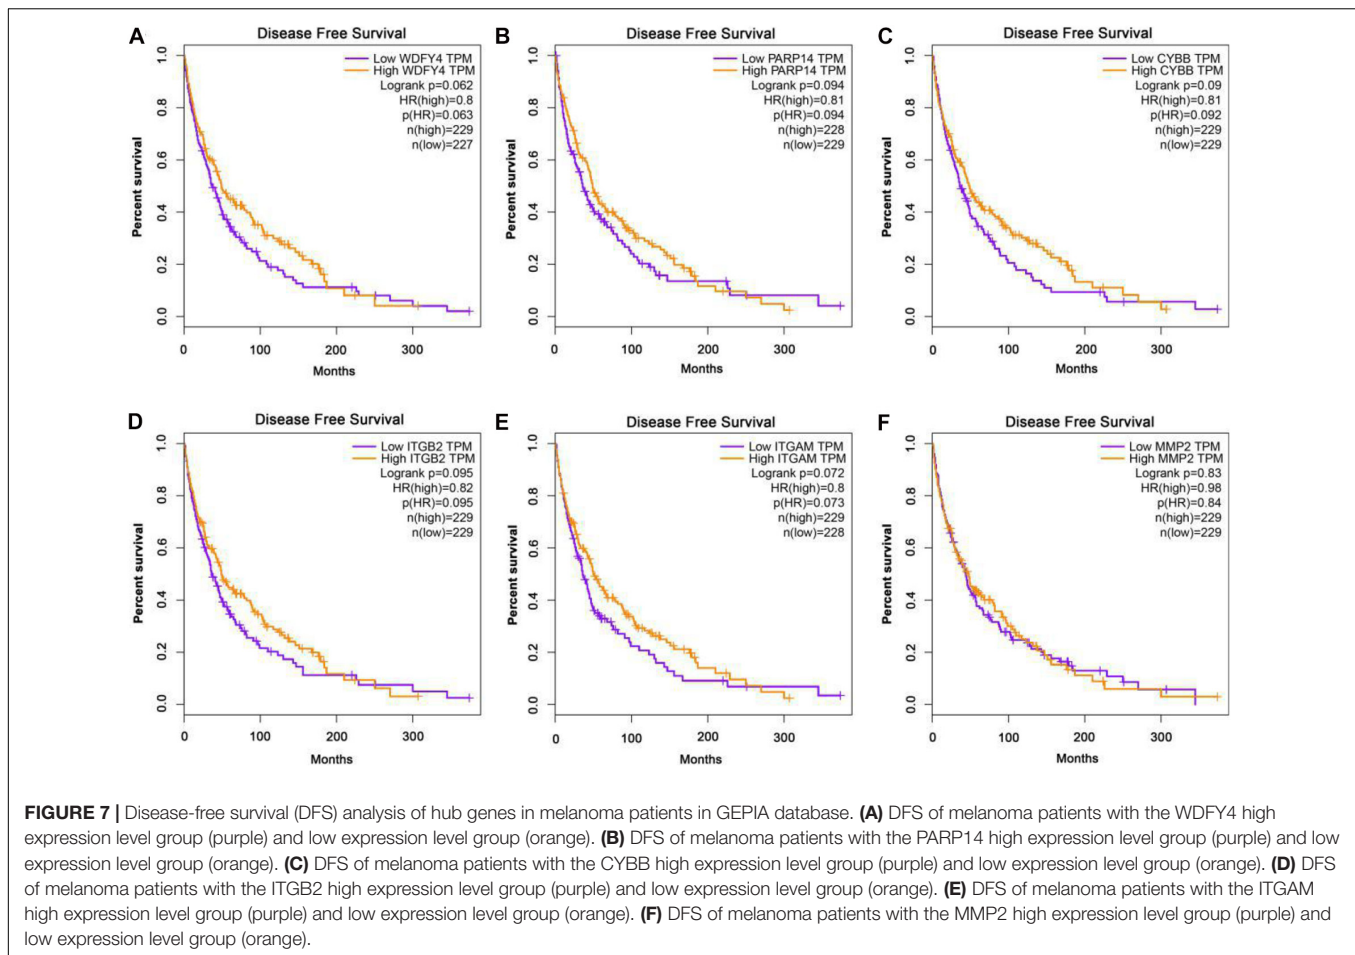 A
Disease Free Survival
Low WDFY4 TPM
High WDFY4 TPM
Logrank p=0.062
HR(high)=0.8
p(HR)=0.063
n(high)=229
n(low)=227
Percent survival
1.0
0.8
0.6
0.4
0.2
0.0
0 100 200 300
Months
B
Disease Free Survival
Low PARP14 TPM
High PARP14 TPM
Logrank p=0.094
HR(high)=0.81
p(HR)=0.094
n(high)=228
n(low)=229
Percent survival
1.0
0.8
0.6
0.4
0.2
0.0
0 100 200 300
Months
C
Disease Free Survival
Low CYBB TPM
High CYBB TPM
Logrank p=0.09
HR(high)=0.81
p(HR)=0.092
n(high)=229
n(low)=229
Percent survival
1.0
0.8
0.6
0.4
0.2
0.0
0 100 200 300
Months
D
Disease Free Survival
Low ITGB2 TPM
High ITGB2 TPM
Logrank p=0.095
HR(high)=0.82
p(HR)=0.095
n(high)=229
n(low)=229
Percent survival
1.0
0.8
0.6
0.4
0.2
0.0
0 100 200 300
Months
E
Disease Free Survival
Low ITGAM TPM
High ITGAM TPM
Logrank p=0.072
HR(high)=0.8
p(HR)=0.073
n(high)=229
n(low)=228
Percent survival
1.0
0.8
0.6
0.4
0.2
0.0
0 100 200 300
Months
F
Disease Free Survival
Low MMP2 TPM
High MMP2 TPM
Logrank p=0.83
HR(high)=0.98
p(HR)=0.84
n(high)=229
n(low)=229
Percent survival
1.0
0.8
0.6
0.4
0.2
0.0
0 100 200 300
Months
FIGURE 7 | Disease-free survival (DFS) analysis of hub genes in melanoma patients in GEPIA database. (A) DFS of melanoma patients with the WDFY4 high
expression level group (purple) and low expression level group (orange). (B) DFS of melanoma patients with the PARP14 high expression level group (purple) and low
expression level group (orange). (C) DFS of melanoma patients with the CYBB high expression level group (purple) and low expression level group (orange). (D) DFS
of melanoma patients with the ITGB2 high expression level group (purple) and low expression level group (orange). (E) DFS of melanoma patients with the ITGAM
high expression level group (purple) and low expression level group (orange). (F) DFS of melanoma patients with the MMP2 high expression level group (purple) and
low expression level group (orange).